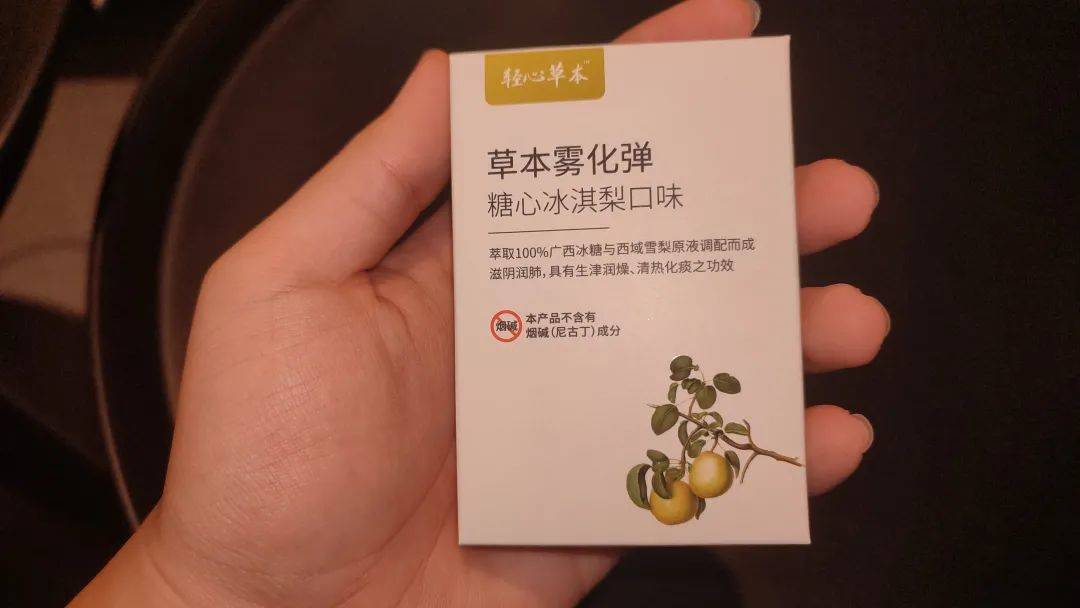 轻心草本™
草本雾化弹
糖心冰淇梨口味
萃取100%广西冰糖与西域雪梨原液调配而成
滋阴润肺,具有生津润燥、清热化痰之功效
烟碱
本产品不含有
烟碱(尼古丁)成分